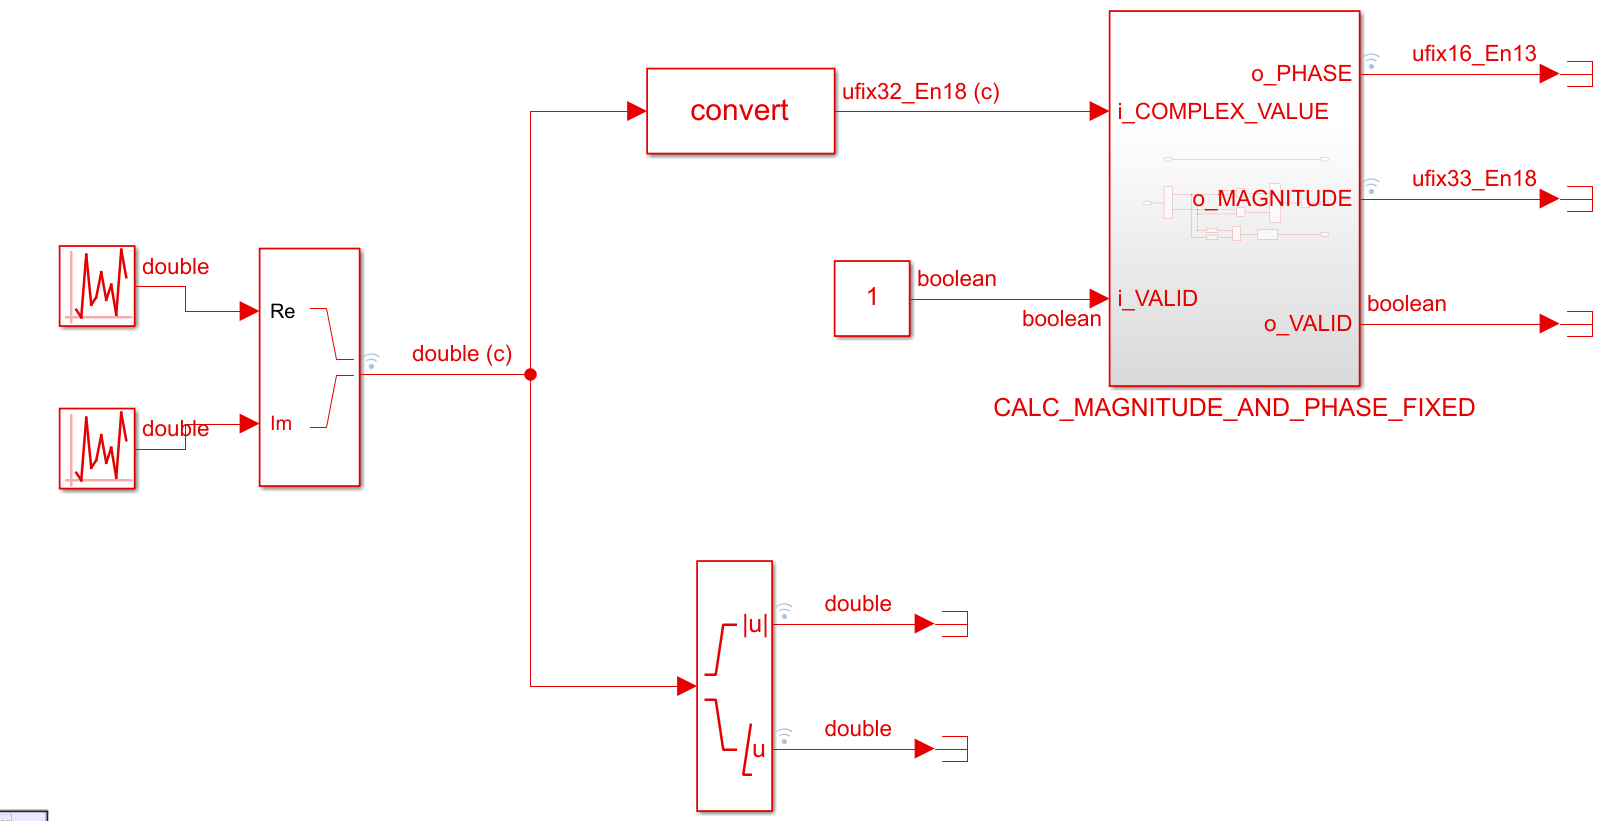 o_PHASE
ufix16_En13
convert
ufix32_En18 (c)
i_COMPLEX_VALUE
o_MAGNITUDE
ufix33_En18
double
Re
1
boolean
i_VALID
boolean
o_VALID
boolean
double (c)
CALC_MAGNITUDE_AND_PHASE_FIXED
double
Im
|u|
double
∠u
double